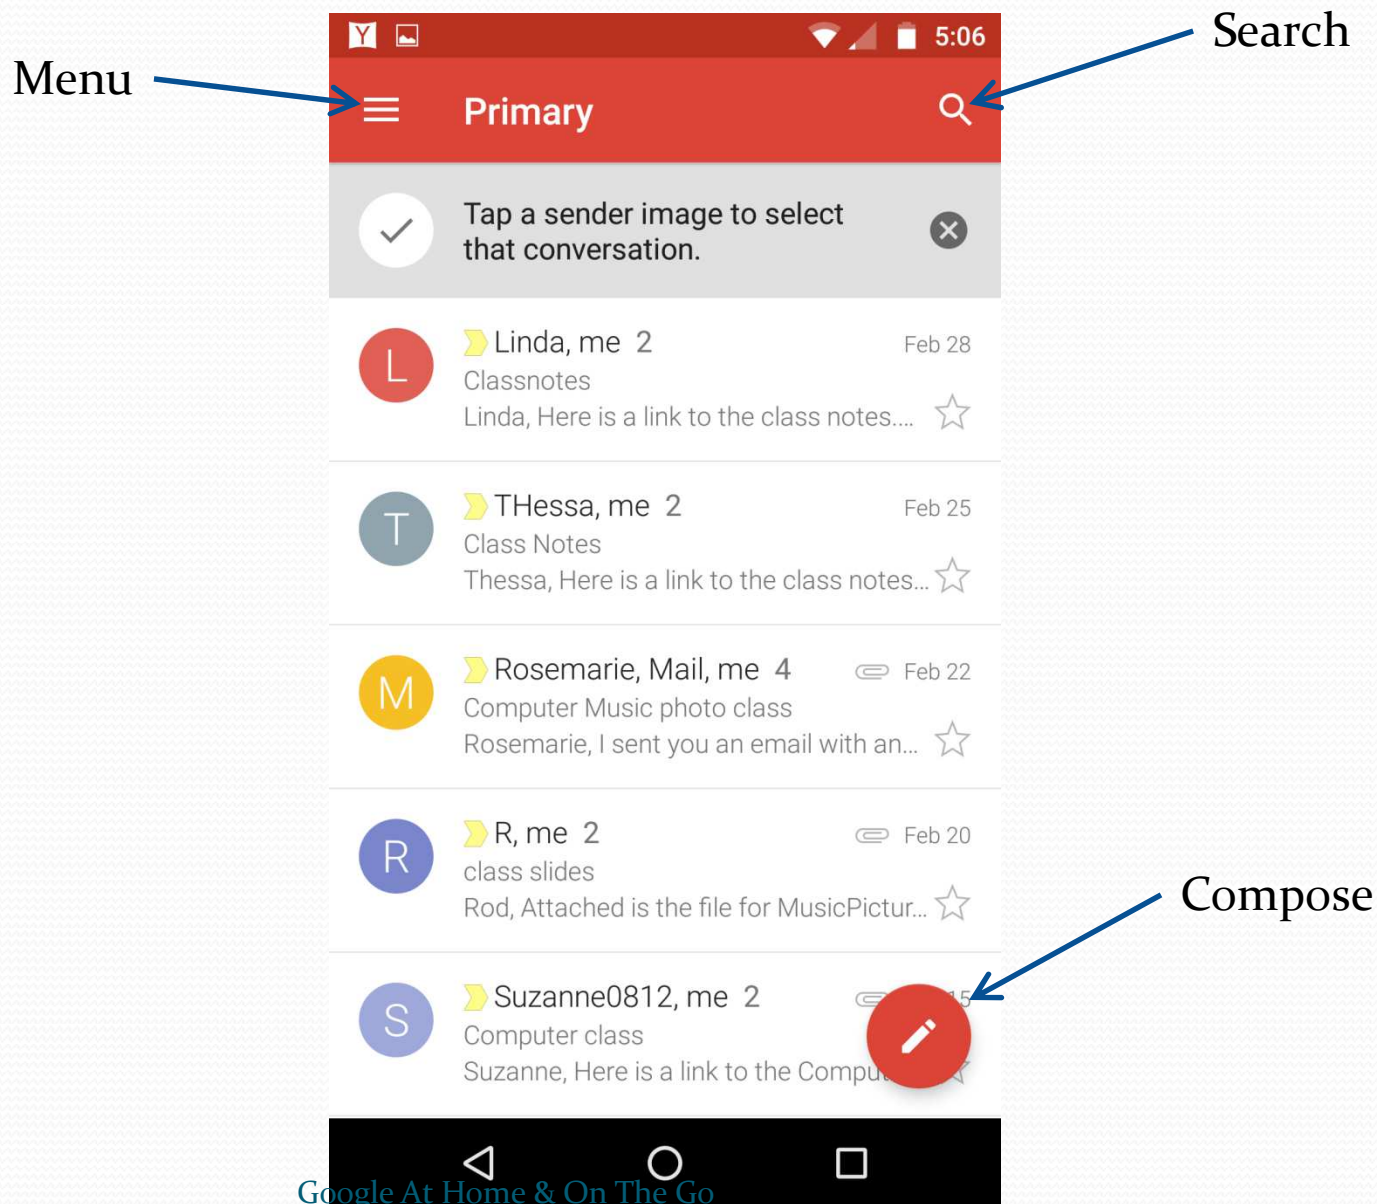 Search
Menu
Y
5:06
Primary
Tap a sender image to select
that conversation.
L
Linda, me 2
Feb 28
Classnotes
Linda, Here is a link to the class notes....
T
THessa, me 2
Feb 25
Class Notes
Thessa, Here is a link to the class notes...
M
Rosemarie, Mail, me 4
Feb 22
Computer Music photo class
Rosemarie, I sent you an email with an...
R
R, me 2
Feb 20
class slides
Rod, Attached is the file for MusicPictur...
Compose
S
Suzanne0812, me 2
Computer class
Suzanne, Here is a link to the
Google At Home & On The Go